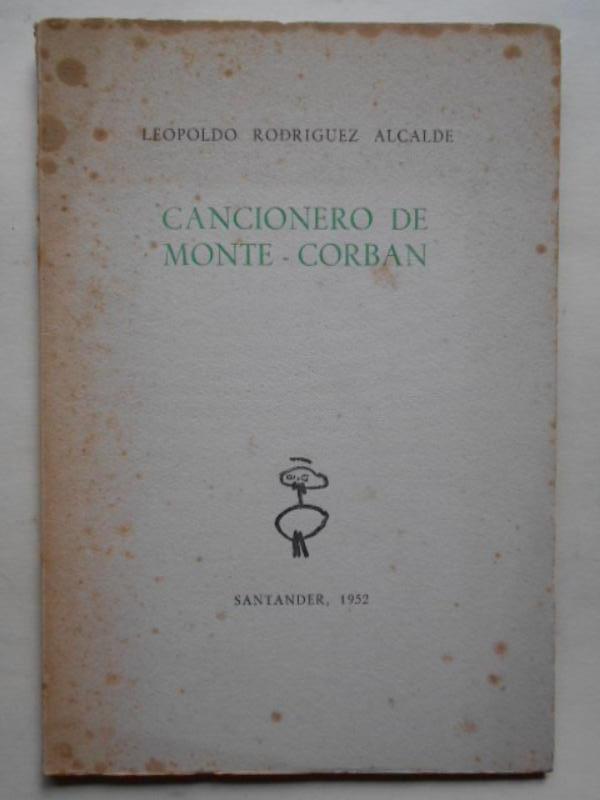 LEOPOLDO RODRIGUEZ ALCALDE
CANCIONERO DE
MONTE - CORBAN
SANTANDER, 1952